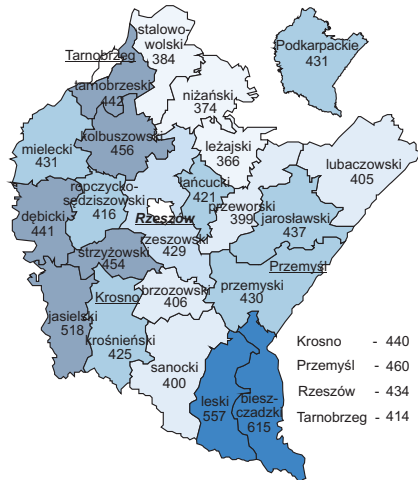 stalowo-
wolski
384
Tarnobrzeg
tarnobrzeski
442
Podkarpackie
431
niżański
374
kolbuszowski
456
mielecki
431
leżajski
366
lubaczowski
405
ropczycko-
sędziszowski
416
łańcucki
421
przeworski
399
dębicki
441
Rzeszów
rzeszowski
429
jarosławski
437
strzyżowski
454
Przemyśl
przemyski
430
Krosno
brzozowski
406
jasielski
518
krośnieński
425
sanocki
400
leski
557
biesz-
czadzki
615
Krosno - 440
Przemyśl - 460
Rzeszów - 434
Tarnobrzeg - 414